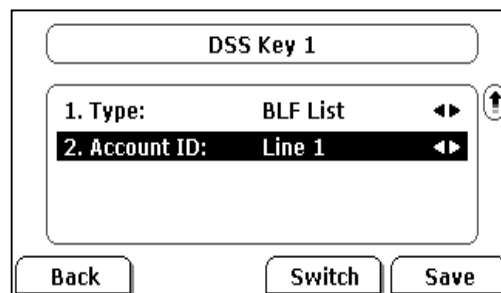 DSS Key 1
1. Type: BLF List
2. Account ID: Line 1
Back Switch Save